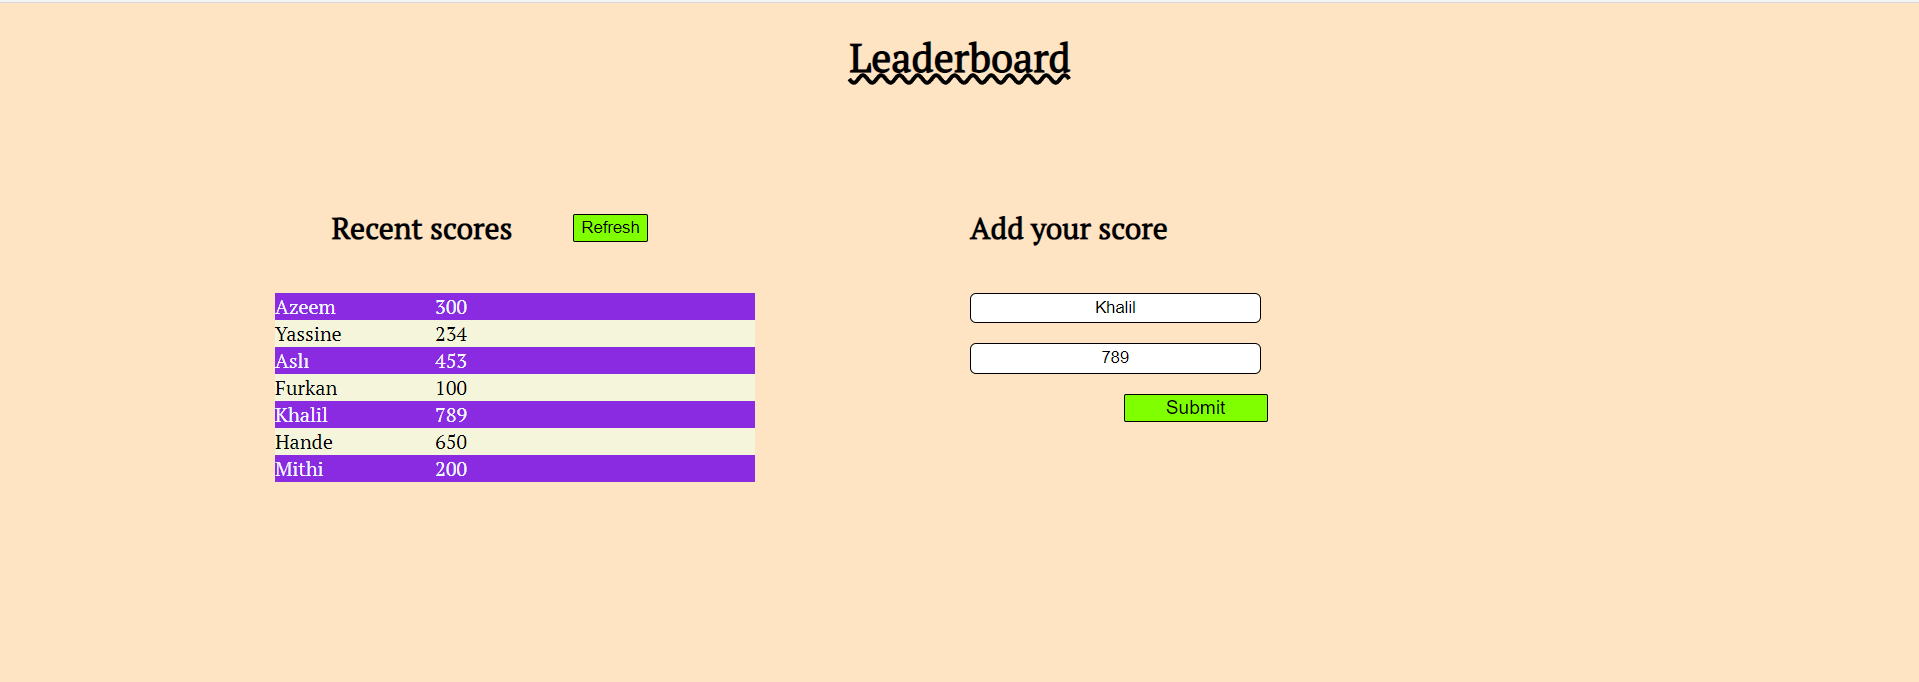 Leaderboard
Recent scores Refresh
Azeem 300
Yassine 234
Aslı 453
Furkan 100
Khalil 789
Hande 650
Mithi 200
Add your score
Khalil
789
Submit